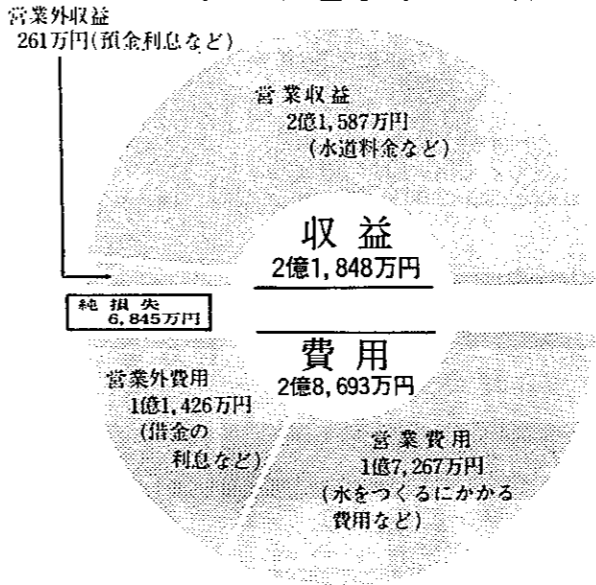 営業外収益
261万円(預金利息など)
営業収益
2億1,587万円
(水道料金など)
収益
2億1,848万円
純損失
6,845万円
費用
2億8,693万円
営業外費用
1億1,426万円
(借金の
利息など)
営業費用
1億7,267万円
(水をつくるにかかる
費用など)